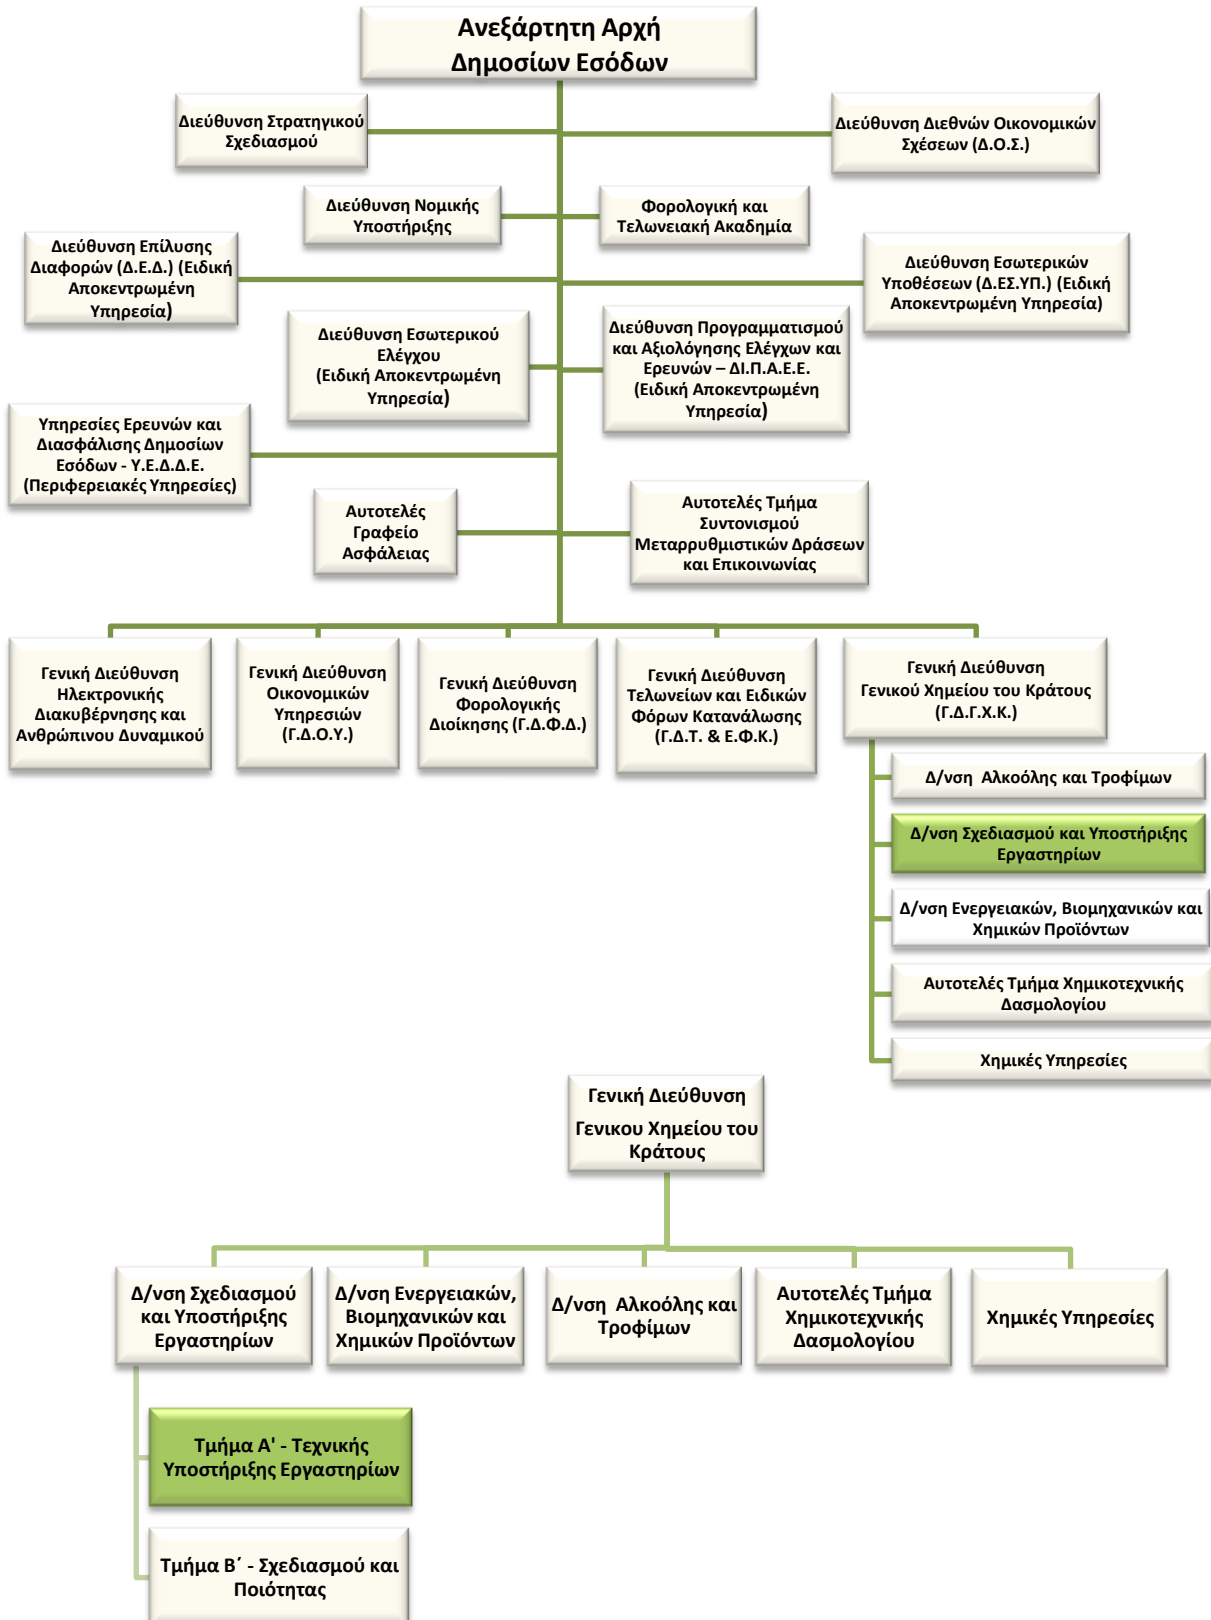 Ανεξάρτητη Αρχή
Δημοσίων Εσόδων
Διεύθυνση Στρατηγικού
Σχεδιασμού
Διεύθυνση Διεθνών Οικονομικών
Σχέσεων (Δ.Ο.Σ.)
Διεύθυνση Νομικής
Υποστήριξης
Φορολογική και
Τελωνειακή Ακαδημία
Διεύθυνση Επίλυσης
Διαφορών (Δ.Ε.Δ.) (Ειδική
Αποκεντρωμένη
Υπηρεσία)
Διεύθυνση Εσωτερικών
Υποθέσεων (Δ.ΕΣ.ΥΠ.) (Ειδική
Αποκεντρωμένη Υπηρεσία)
Διεύθυνση Εσωτερικού
Ελέγχου
(Ειδική Αποκεντρωμένη
Υπηρεσία)
Διεύθυνση Προγραμματισμού
και Αξιολόγησης Ελέγχων και
Ερευνών – ΔΙ.Π.Α.Ε.Ε.
(Ειδική Αποκεντρωμένη
Υπηρεσία)
Υπηρεσίες Ερευνών και
Διασφάλισης Δημοσίων
Εσόδων - Υ.Ε.Δ.Δ.Ε.
(Περιφερειακές Υπηρεσίες)
Αυτοτελές
Γραφείο
Ασφάλειας
Αυτοτελές Τμήμα
Συντονισμού
Μεταρρυθμιστικών Δράσεων
και Επικοινωνίας
Γενική Διεύθυνση
Ηλεκτρονικής
Διακυβέρνησης και
Ανθρώπινου Δυναμικού
Γενική Διεύθυνση
Οικονομικών
Υπηρεσιών
(Γ.Δ.Ο.Υ.)
Γενική Διεύθυνση
Φορολογικής
Διοίκησης (Γ.Δ.Φ.Δ.)
Γενική Διεύθυνση
Τελωνείων και Ειδικών
Φόρων Κατανάλωσης
(Γ.Δ.Τ. & Ε.Φ.Κ.)
Γενική Διεύθυνση
Γενικού Χημείου του Κράτους
(Γ.Δ.Γ.Χ.Κ.)
Δ/νση Αλκοόλης και Τροφίμων
Δ/νση Σχεδιασμού και Υποστήριξης
Εργαστηρίων
Δ/νση Ενεργειακών, Βιομηχανικών και
Χημικών Προϊόντων
Αυτοτελές Τμήμα Χημικοτεχνικής
Δασμολογίου
Χημικές Υπηρεσίες
Γενική Διεύθυνση
Γενικου Χημείου του
Κράτους
Δ/νση Σχεδιασμού
και Υποστήριξης
Εργαστηρίων
Δ/νση Ενεργειακών,
Βιομηχανικών και
Χημικών Προϊόντων
Δ/νση Αλκοόλης και
Τροφίμων
Αυτοτελές Τμήμα
Χημικοτεχνικής
Δασμολογίου
Χημικές Υπηρεσίες
Τμήμα Α' - Τεχνικής
Υποστήριξης Εργαστηρίων
Τμήμα Β΄ - Σχεδιασμού και
Ποιότητας